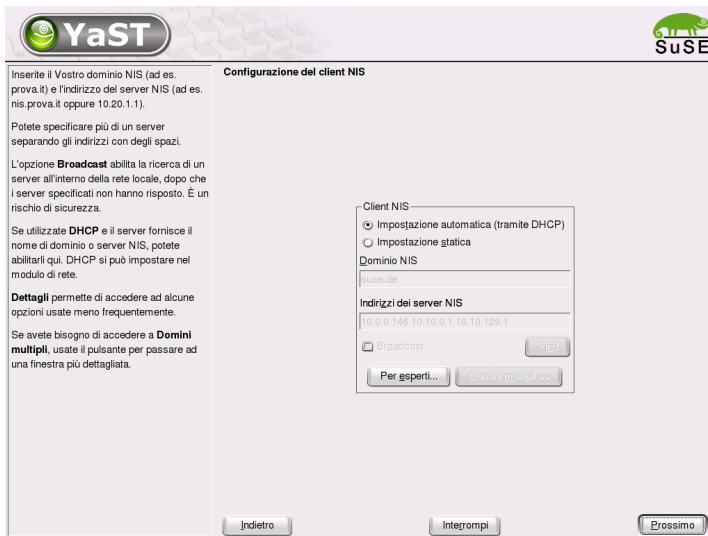 YaST
SuSE
Inserite il Vostro dominio NIS (ad es.
prova.it) e l'indirizzo del server NIS (ad es.
nis.prova.it oppure 10.20.1.1).
Potete specificare più di un server
separando gli indirizzi con degli spazi.
L'opzione Broadcast abilita la ricerca di un
server all'interno della rete locale, dopo che
i server specificati non hanno risposto. È un
rischio di sicurezza.
Se utilizzate DHCP e il server fornisce il
nome di dominio o server NIS, potete
abilitarli qui. DHCP si può impostare nel
modulo di rete.
Dettagli permette di accedere ad alcune
opzioni usate meno frequentemente.
Se avete bisogno di accedere a Domini
multipli, usate il pulsante per passare ad
una finestra più dettagliata.
Configurazione del client NIS
Client NIS
Impostazione automatica (tramite DHCP)
Impostazione statica
Dominio NIS
suse.de
Indirizzi dei server NIS
10.0.0.146 10.10.0.1 10.10.129.1
Broadcast
Find
Per esperti...
Domini multipli >>
Indietro
Interrompi
Prossimo